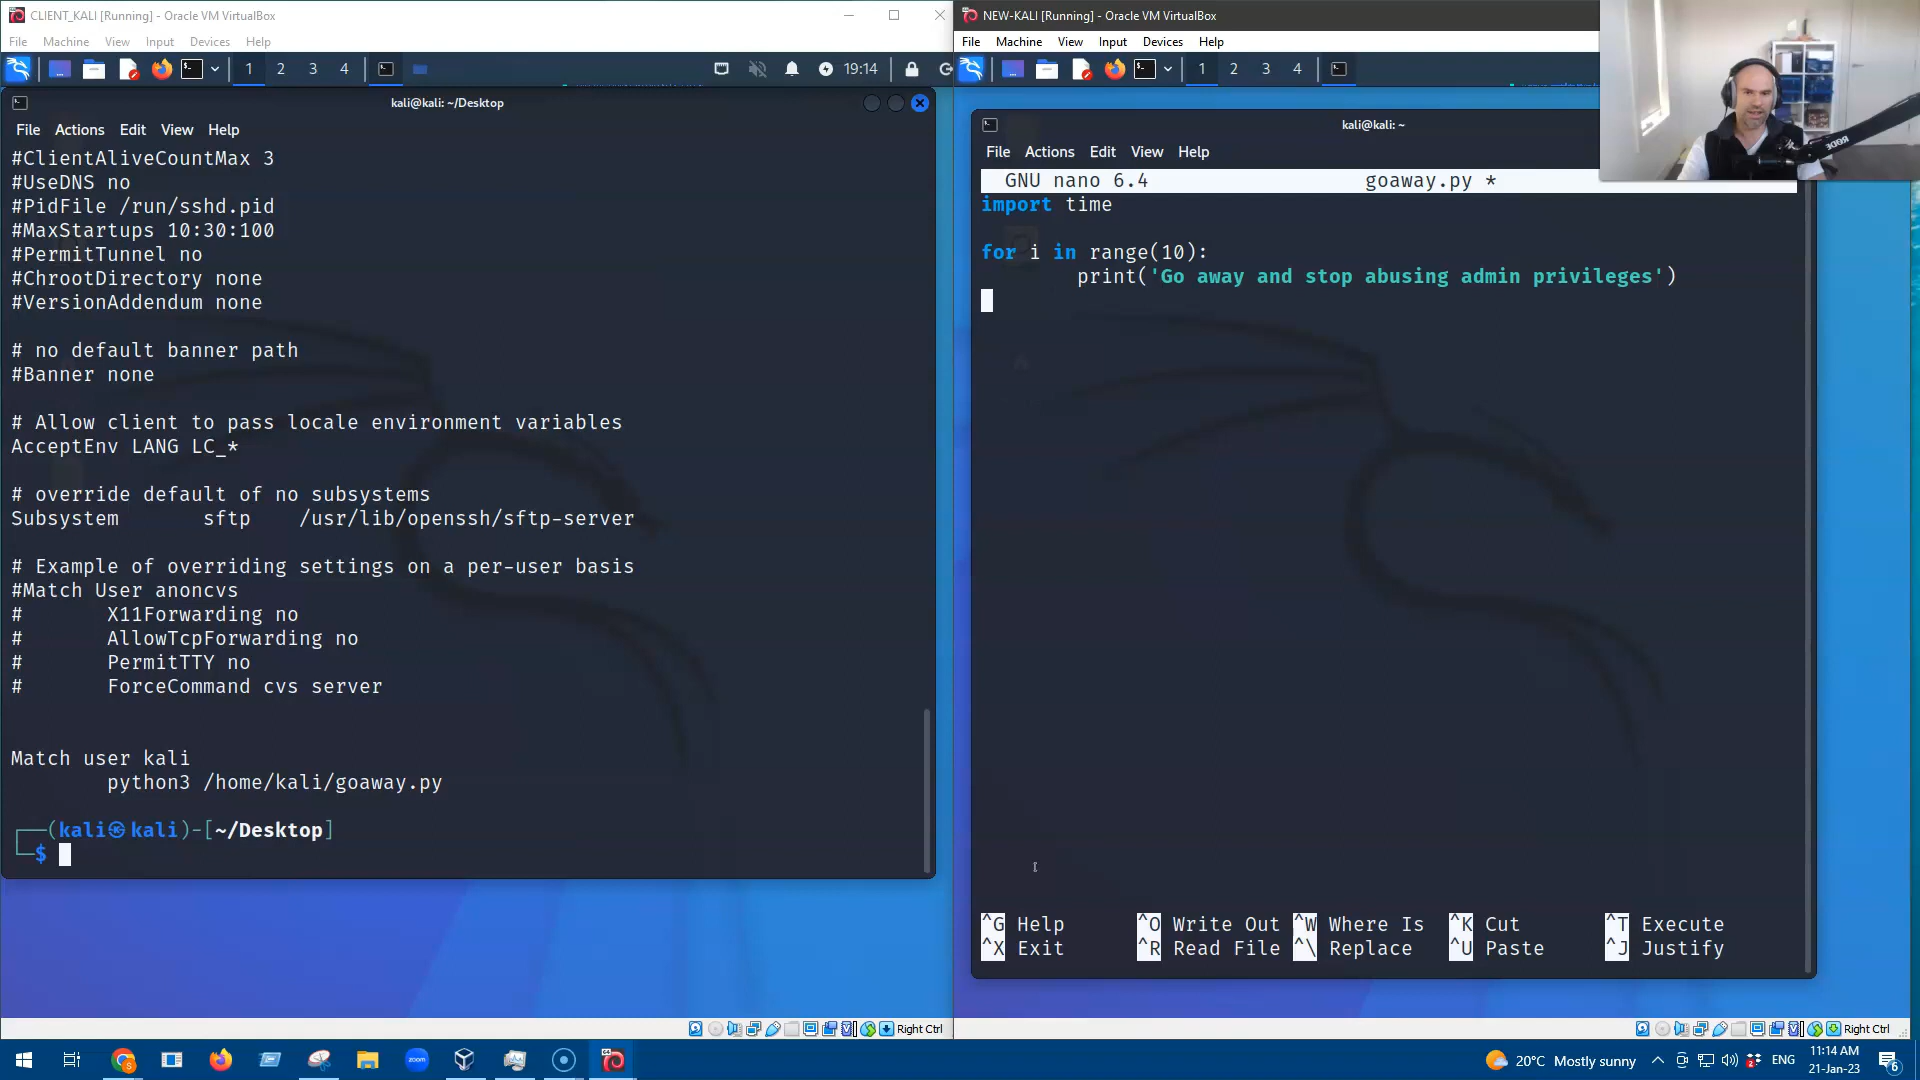 CLIENT_KALI [Running] - Oracle VM VirtualBox
File Machine View Input Devices Help
1 2 3 4
19:14
kali@kali: ~/Desktop
File Actions Edit View Help
#ClientAliveCountMax 3
#UseDNS no
#PidFile /run/sshd.pid
#MaxStartups 10:30:100
#PermitTunnel no
#ChrootDirectory none
#VersionAddendum none
# no default banner path
#Banner none
# Allow client to pass locale environment variables
AcceptEnv LANG LC_*
# override default of no subsystems
Subsystem sftp /usr/lib/openssh/sftp-server
# Example of overriding settings on a per-user basis
#Match User anoncvs
# X11Forwarding no
# AllowTcpForwarding no
# PermitTTY no
# ForceCommand cvs server
Match user kali
python3 /home/kali/goaway.py
(kali㉿kali)-[~/Desktop]
$
Right Ctrl
NEW-KALI [Running] - Oracle VM VirtualBox
File Machine View Input Devices Help
1 2 3 4
kali@kali: ~
File Actions Edit View Help
GNU nano 6.4 goaway.py *
import time
for i in range(10):
print('Go away and stop abusing admin privileges')
^G Help ^O Write Out ^W Where Is ^K Cut ^T Execute
^X Exit ^R Read File ^\ Replace ^U Paste ^J Justify
Right Ctrl
RODE
zoom
20°C Mostly sunny
ENG
11:14 AM
21-Jan-23
6